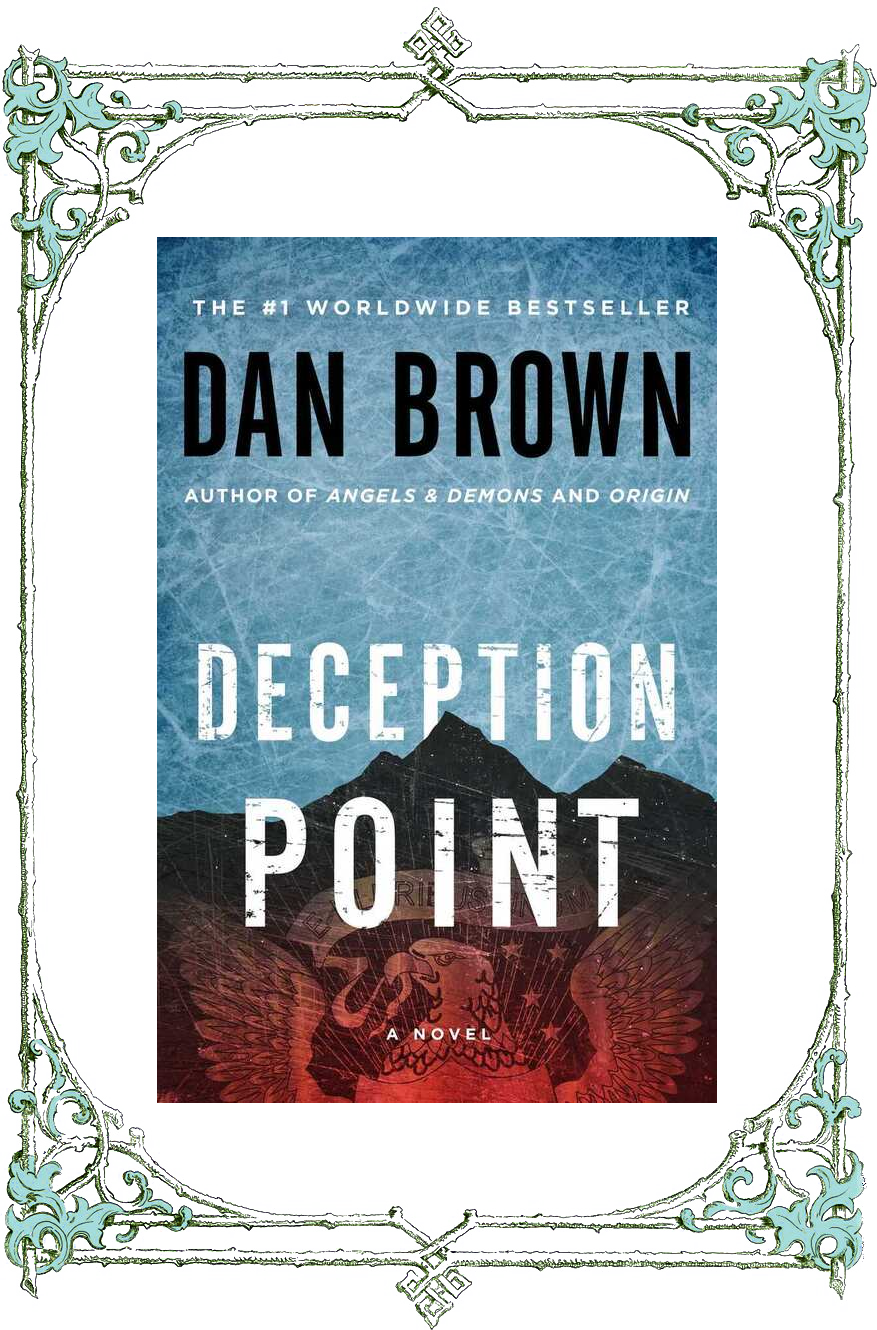 THE #1 WORLDWIDE BESTSELLER
DAN BROWN
AUTHOR OF ANGELS & DEMONS AND ORIGIN
DECEPTION
POINT
A NOVEL